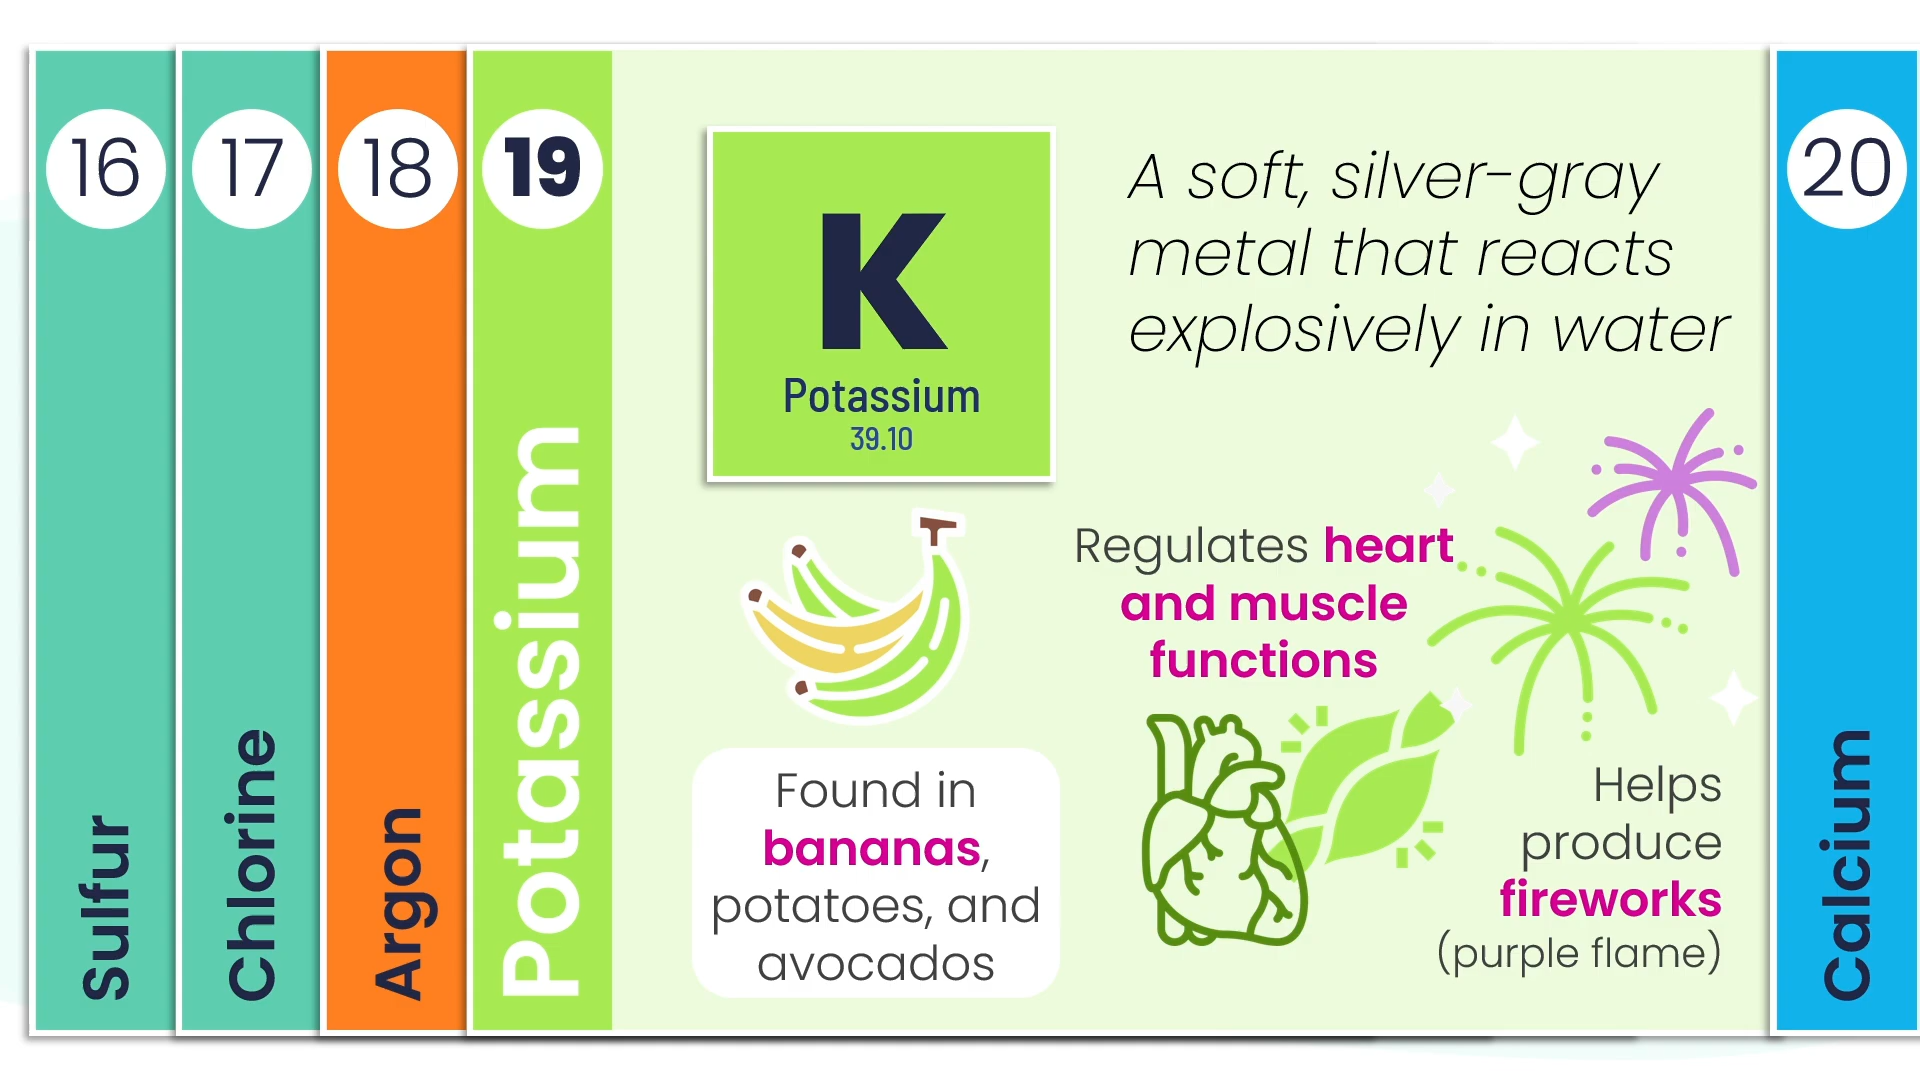 16
Sulfur
17
Chlorine
18
Argon
19
Potassium
K
Potassium
39.10
A soft, silver-gray
metal that reacts
explosively in water
Found in
bananas,
potatoes, and
avocados
Regulates heart
and muscle
functions
Helps
produce
fireworks
(purple flame)
20
Calcium